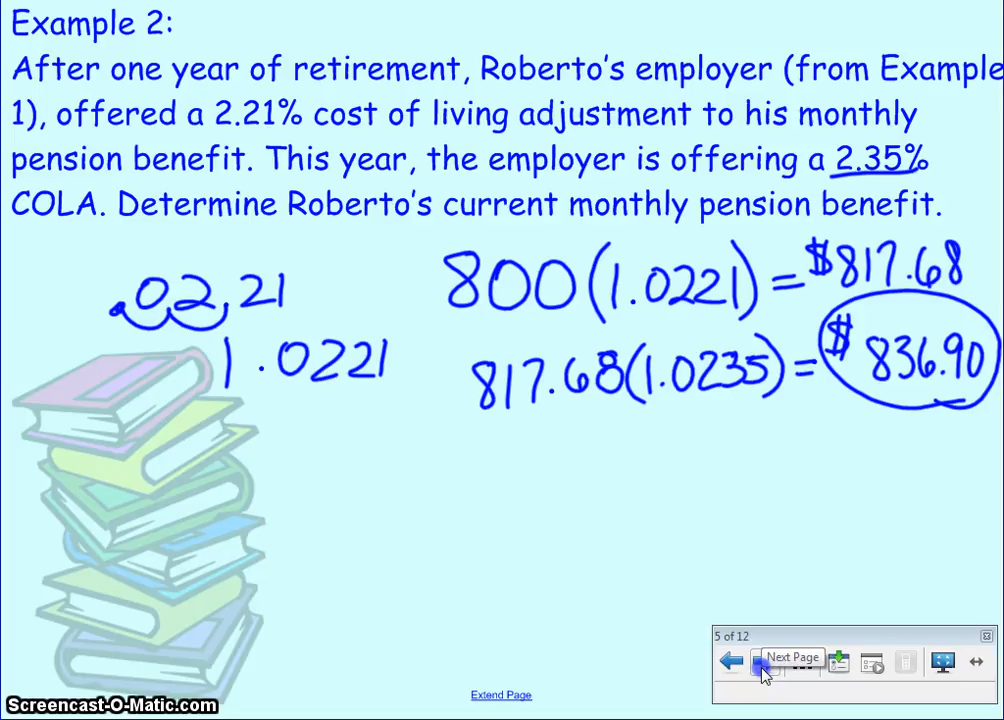 Example 2:
After one year of retirement, Roberto's employer (from Example
1), offered a 2.21% cost of living adjustment to his monthly
pension benefit. This year, the employer is offering a 2.35%
COLA. Determine Roberto's current monthly pension benefit.
.02.21
1.0221
800(1.0221)=$817.68
817.68(1.0235)=$836.90
5 of 12
Next Page
Extend Page
Screencast-O-Matic.com